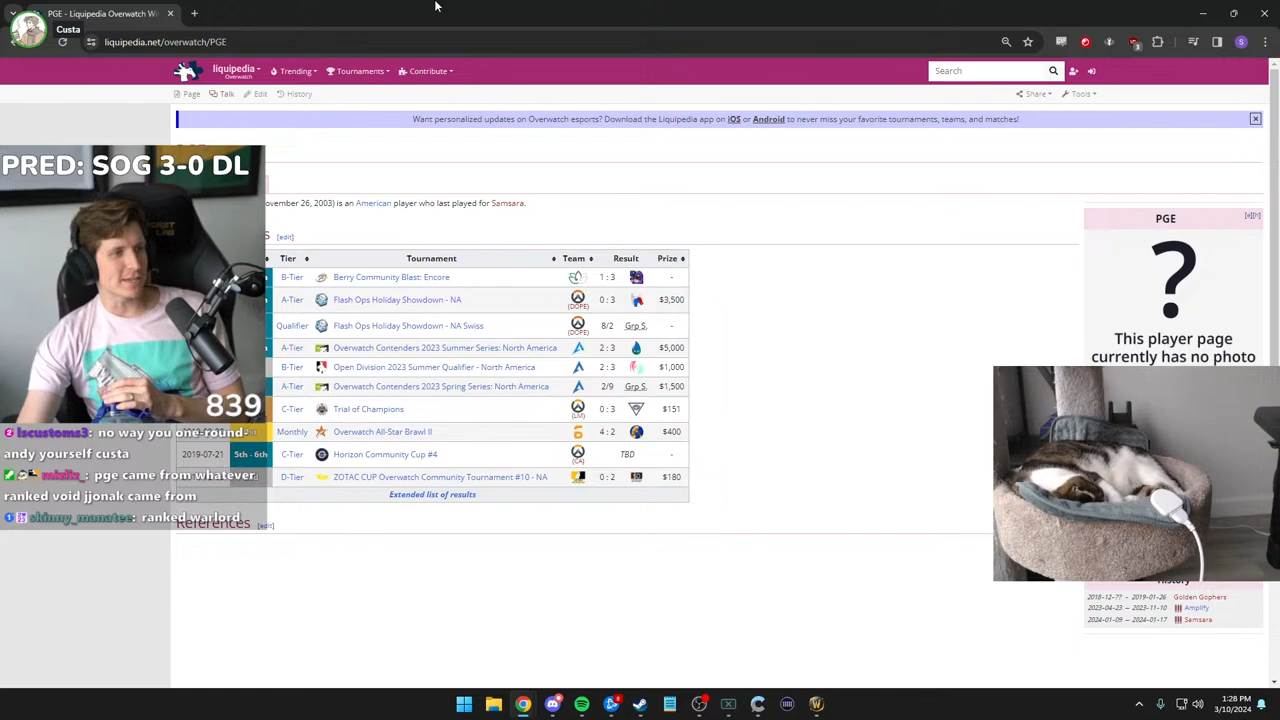 PGE - Liquipedia Overwatch Wi
Custa
liquipedia.net/overwatch/PGE
liquipedia
Overwatch
Trending
Tournaments
Contribute
Search
Page
Talk
Edit
History
Share
Tools
Want personalized updates on Overwatch esports? Download the Liquipedia app on iOS or Android to never miss your favorite tournaments, teams, and matches!
PRED: SOG 3-0 DL
ovember 26, 2003) is an American player who last played for Samsara.
[edit]
Tier Tournament Team Result Prize
B-Tier Berry Community Blast: Encore 1 : 3 -
A-Tier Flash Ops Holiday Showdown - NA (DOPE) 0 : 3 $3,500
Qualifier Flash Ops Holiday Showdown - NA Swiss (DOPE) 8/2 Grp S. -
A-Tier Overwatch Contenders 2023 Summer Series: North America 2 : 3 $5,000
B-Tier Open Division 2023 Summer Qualifier - North America 2 : 3 $1,000
A-Tier Overwatch Contenders 2023 Spring Series: North America 2/9 Grp S. $1,500
C-Tier Trial of Champions (LM) 0 : 3 $151
Monthly Overwatch All-Star Brawl II 6 4 : 2 $400
2019-07-21 5th - 6th C-Tier Horizon Community Cup #4 (CA) TBD -
D-Tier ZOTAC CUP Overwatch Community Tournament #10 - NA 0 : 2 $180
Extended list of results
References [edit]
839
lscustoms3: no way you one-round-
andy yourself custa
pge came from whatever
ranked void jjonak came from
skinny_manatee: ranked warlord
PGE
[e][h]
?
This player page
currently has no photo
History
2018-12-?? - 2019-01-26 Golden Gophers
2023-04-23 — 2023-11-10 Amplify
2024-01-09 — 2024-01-17 Samsara
1:28 PM
3/10/2024